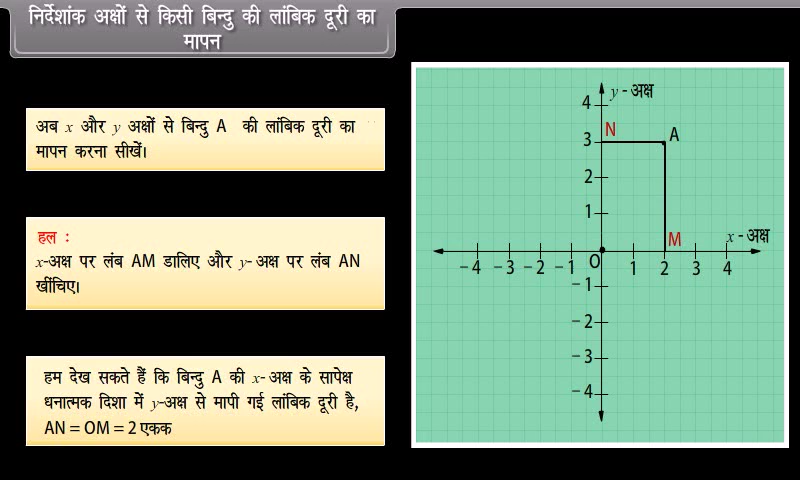 निर्देशांक अक्षों से किसी बिन्दु की लांबिक दूरी का
मापन
अब x और y अक्षों से बिन्दु A की लांबिक दूरी का
मापन करना सीखें।
हल :
x-अक्ष पर लंब AM डालिए और y- अक्ष पर लंब AN
खींचिए।
हम देख सकते हैं कि बिन्दु A की x- अक्ष के सापेक्ष
धनात्मक दिशा में y-अक्ष से मापी गई लांबिक दूरी है,
AN = OM = 2 एकक
y - अक्ष
4
N
A
3
2
1
M
x - अक्ष
O
– 4 – 3 – 2 – 1 1 2 3 4
– 1
– 2
– 3
– 4